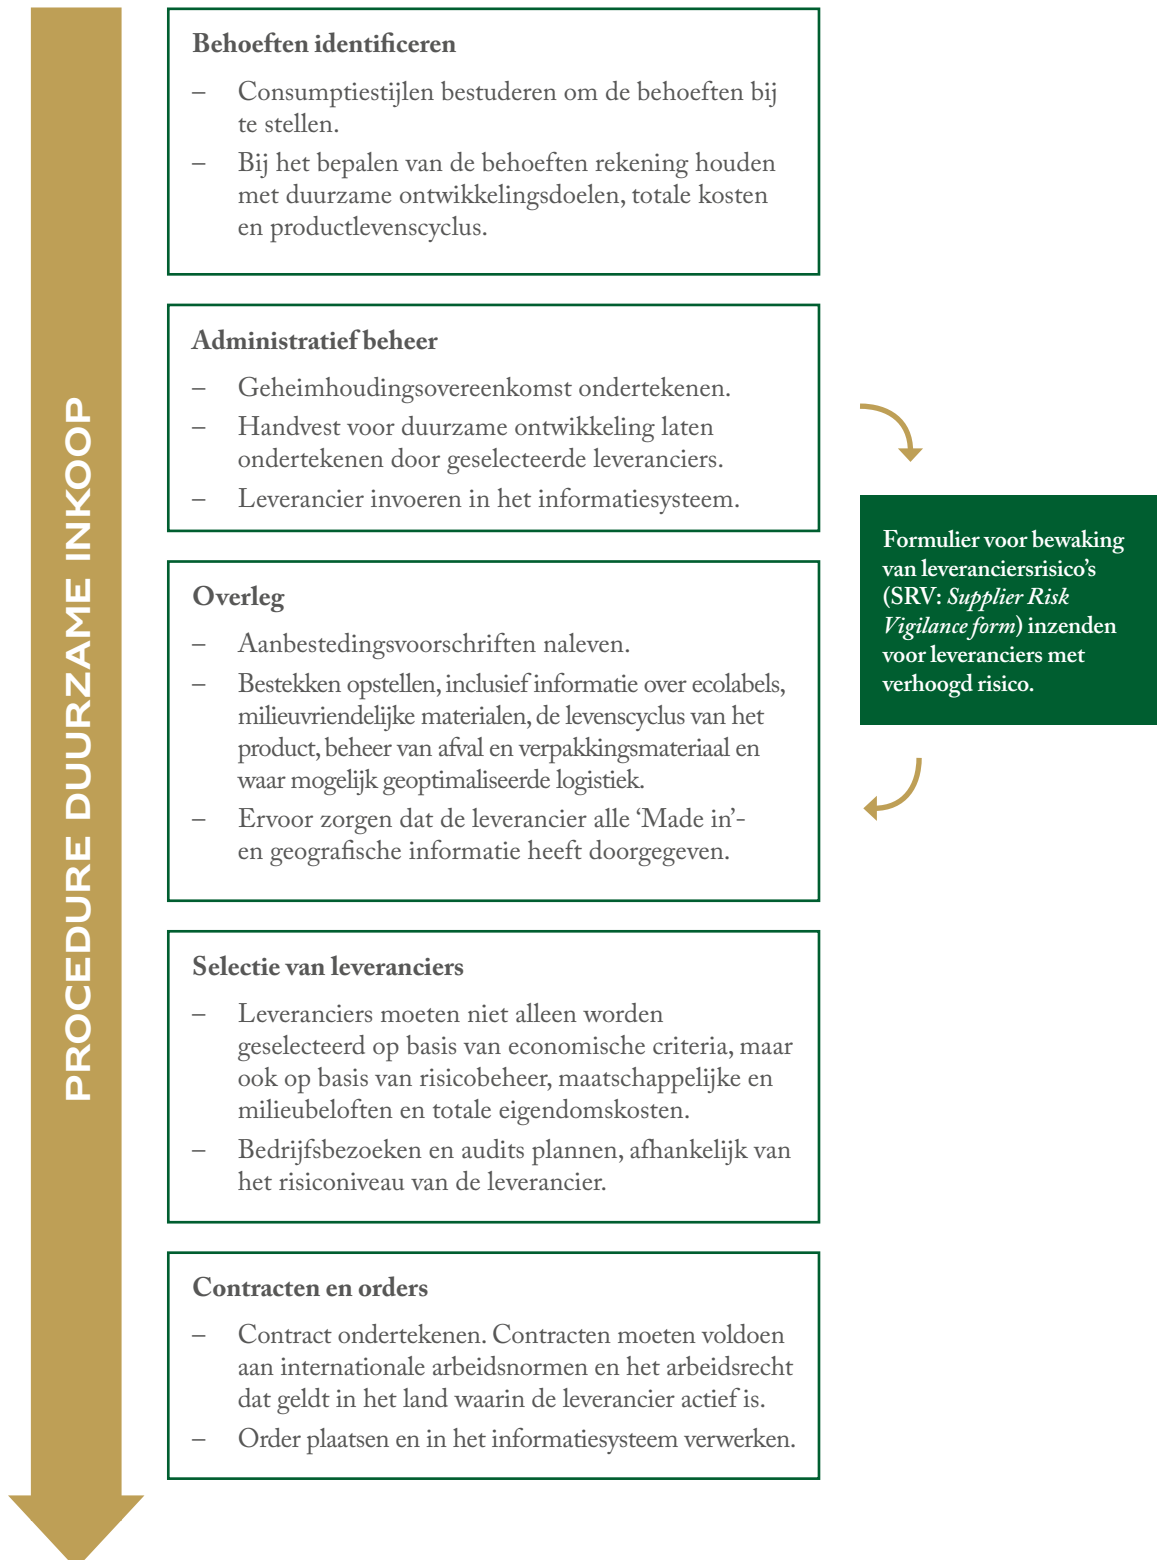 PROCEDURE DUURZAME INKOOP
Behoeften identificeren
– Consumptiestijlen bestuderen om de behoeften bij
te stellen.
– Bij het bepalen van de behoeften rekening houden
met duurzame ontwikkelingsdoelen, totale kosten
en productlevenscyclus.
Administratief beheer
– Geheimhoudingsovereenkomst ondertekenen.
– Handvest voor duurzame ontwikkeling laten
ondertekenen door geselecteerde leveranciers.
– Leverancier invoeren in het informatiesysteem.
Formulier voor bewaking
van leveranciersrisico’s
(SRV: Supplier Risk
Vigilance form) inzenden
voor leveranciers met
verhoogd risico.
Overleg
– Aanbestedingsvoorschriften naleven.
– Bestekken opstellen, inclusief informatie over ecolabels,
milieuvriendelijke materialen, de levenscyclus van het
product, beheer van afval en verpakkingsmateriaal en
waar mogelijk geoptimaliseerde logistiek.
– Ervoor zorgen dat de leverancier alle ‘Made in’-
en geografische informatie heeft doorgegeven.
Selectie van leveranciers
– Leveranciers moeten niet alleen worden
geselecteerd op basis van economische criteria, maar
ook op basis van risicobeheer, maatschappelijke en
milieubeloften en totale eigendomskosten.
– Bedrijfsbezoeken en audits plannen, afhankelijk van
het risiconiveau van de leverancier.
Contracten en orders
– Contract ondertekenen. Contracten moeten voldoen
aan internationale arbeidsnormen en het arbeidsrecht
dat geldt in het land waarin de leverancier actief is.
– Order plaatsen en in het informatiesysteem verwerken.